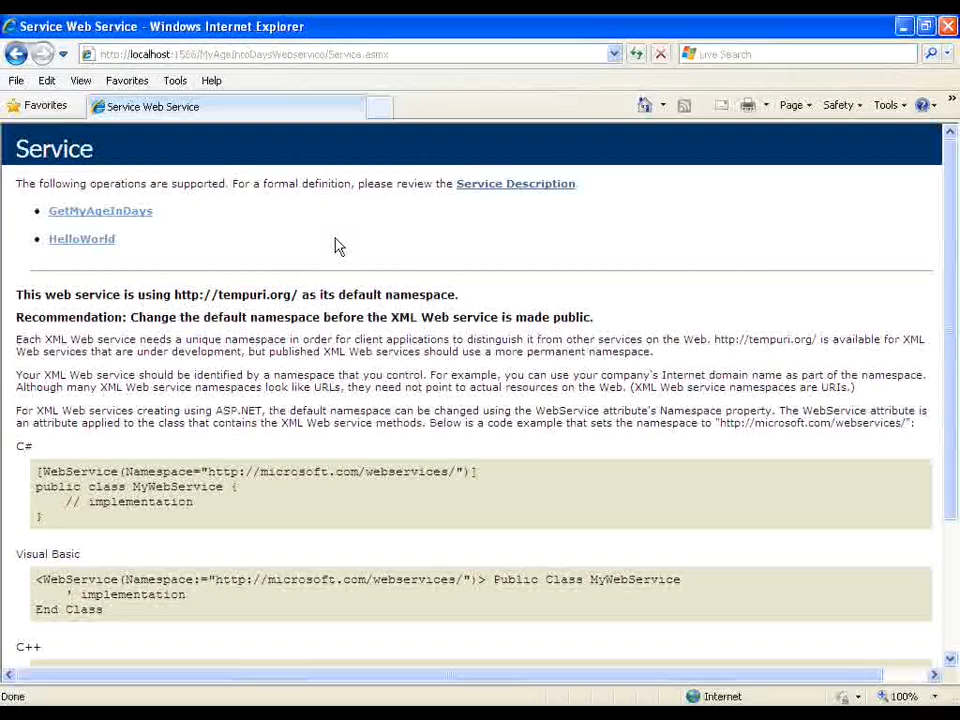 Service Web Service - Windows Internet Explorer
http://localhost:1566/MyAgeIntoDaysWebservice/Service.asmx
Live Search
File Edit View Favorites Tools Help
Favorites Service Web Service Page Safety Tools
Service
The following operations are supported. For a formal definition, please review the Service Description.
• GetMyAgeInDays
• HelloWorld
This web service is using http://tempuri.org/ as its default namespace.
Recommendation: Change the default namespace before the XML Web service is made public.
Each XML Web service needs a unique namespace in order for client applications to distinguish it from other services on the Web. http://tempuri.org/ is available for XML
Web services that are under development, but published XML Web services should use a more permanent namespace.
Your XML Web service should be identified by a namespace that you control. For example, you can use your company's Internet domain name as part of the namespace.
Although many XML Web service namespaces look like URLs, they need not point to actual resources on the Web. (XML Web service namespaces are URIs.)
For XML Web services creating using ASP.NET, the default namespace can be changed using the WebService attribute's Namespace property. The WebService attribute is
an attribute applied to the class that contains the XML Web service methods. Below is a code example that sets the namespace to "http://microsoft.com/webservices/":
C#
[WebService(Namespace="http://microsoft.com/webservices/")]
public class MyWebService {
// implementation
}
Visual Basic
<WebService(Namespace:="http://microsoft.com/webservices/")> Public Class MyWebService
' implementation
End Class
C++
Done Internet 100%